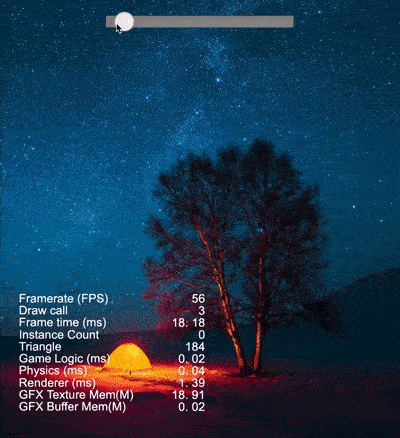 Framerate (FPS) 56
Draw call 3
Frame time (ms) 18. 18
Instance Count 0
Triangle 184
Game Logic (ms) 0. 02
Physics (ms) 0. 04
Renderer (ms) 1. 39
GFX Texture Mem(M) 18. 91
GFX Buffer Mem(M) 0. 02